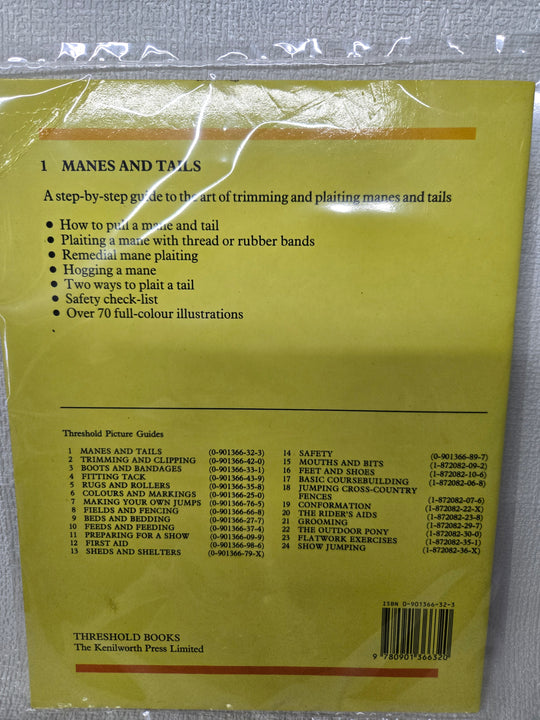 1 MANES AND TAILS
A step-by-step guide to the art of trimming and plaiting manes and tails
• How to pull a mane and tail
• Plaiting a mane with thread or rubber bands
• Remedial mane plaiting
• Hogging a mane
• Two ways to plait a tail
• Safety check-list
• Over 70 full-colour illustrations
Threshold Picture Guides
1 MANES AND TAILS (0-901366-32-3)
2 TRIMMING AND CLIPPING (0-901366-42-0)
3 BOOTS AND BANDAGES (0-901366-33-1)
4 FITTING TACK (0-901366-43-9)
5 RUGS AND ROLLERS (0-901366-35-8)
6 COLOURS AND MARKINGS (0-901366-25-0)
7 MAKING YOUR OWN JUMPS (0-901366-76-5)
8 FIELDS AND FENCING (0-901366-66-8)
9 BEDS AND BEDDING (0-901366-27-7)
10 FEEDS AND FEEDING (0-901366-37-4)
11 PREPARING FOR A SHOW (0-901366-09-9)
12 FIRST AID (0-901366-98-6)
13 SHEDS AND SHELTERS (0-901366-79-X)
14 SAFETY (0-901366-89-7)
15 MOUTHS AND BITS (1-872082-09-2)
16 FEET AND SHOES (1-872082-10-6)
17 BASIC COURSEBUILDING (1-872082-06-8)
18 JUMPING CROSS-COUNTRY
FENCES (1-872082-07-6)
19 CONFORMATION (1-872082-22-X)
20 THE RIDER'S AIDS (1-872082-23-8)
21 GROOMING (1-872082-29-7)
22 THE OUTDOOR PONY (1-872082-30-0)
23 FLATWORK EXERCISES (1-872082-35-1)
24 SHOW JUMPING (1-872082-36-X)
ISBN 0-901366-32-3
9 780901 366320
THRESHOLD BOOKS
The Kenilworth Press Limited